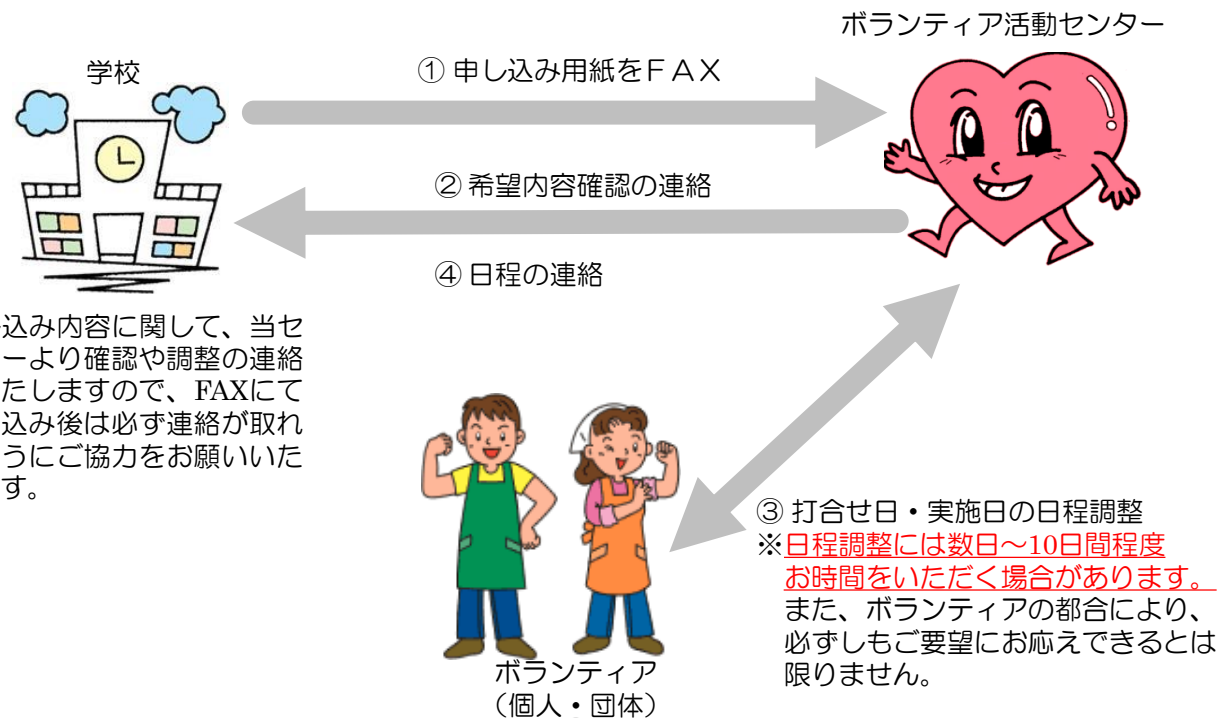 ボランティア活動センター
学校
① 申し込み用紙をＦＡＸ
② 希望内容確認の連絡
④ 日程の連絡
込み内容に関して、当セ
ーより確認や調整の連絡
たしますので、FAXにて
込み後は必ず連絡が取れ
うにご協力をお願いいた
す。
③ 打合せ日・実施日の日程調整
※日程調整には数日～10日間程度
お時間をいただく場合があります。
また、ボランティアの都合により、
必ずしもご要望にお応えできるとは
限りません。
ボランティア
（個人・団体）